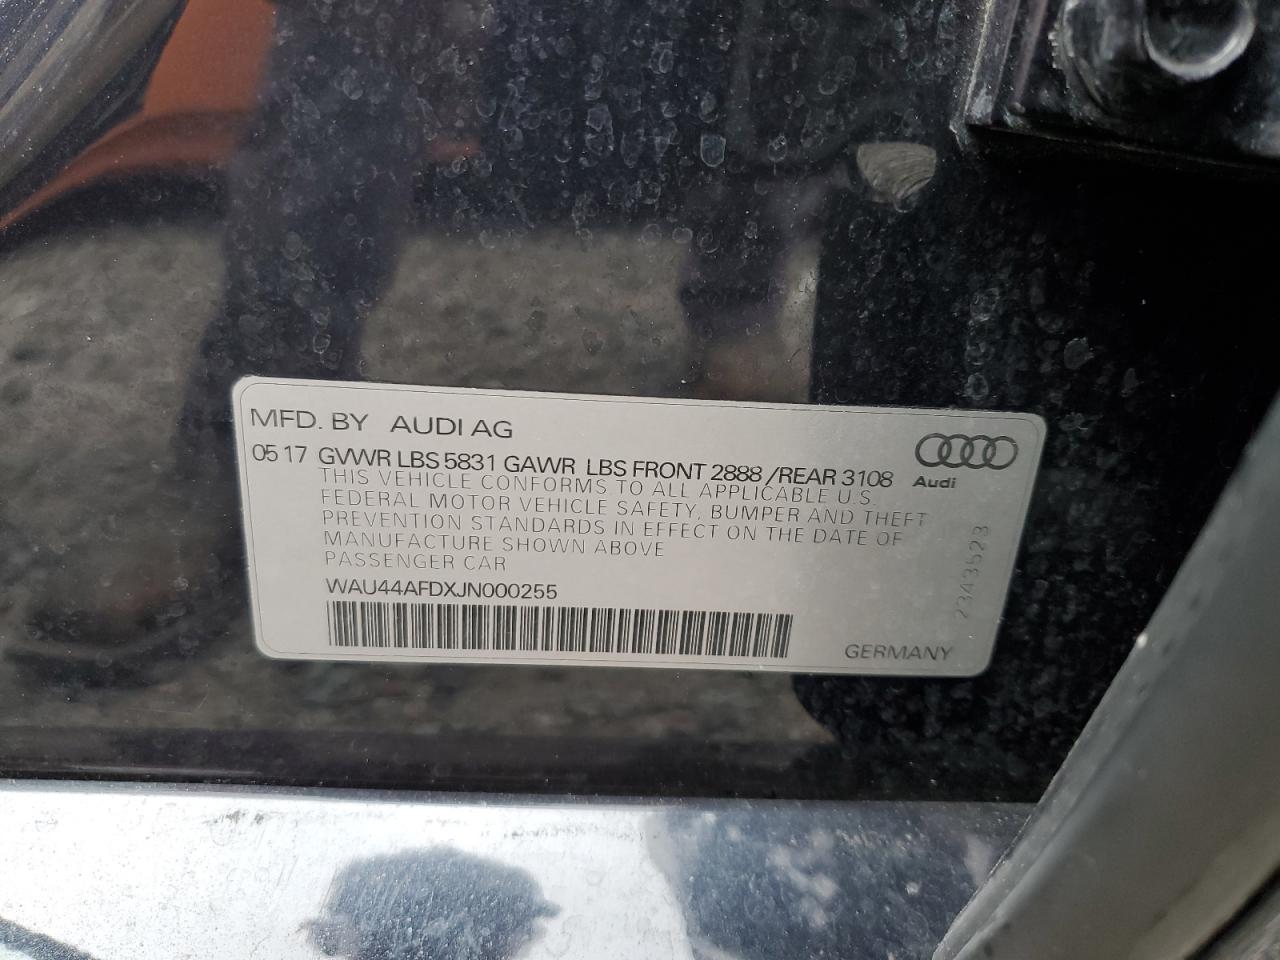 MFD. BY AUDI AG
05 17 GVWR LBS 5831 GAWR LBS FRONT 2888 /REAR 3108
Audi
THIS VEHICLE CONFORMS TO ALL APPLICABLE U.S.
FEDERAL MOTOR VEHICLE SAFETY, BUMPER AND THEFT
PREVENTION STANDARDS IN EFFECT ON THE DATE OF
MANUFACTURE SHOWN ABOVE
PASSENGER CAR
WAU44AFDXJN000255
GERMANY
2343523